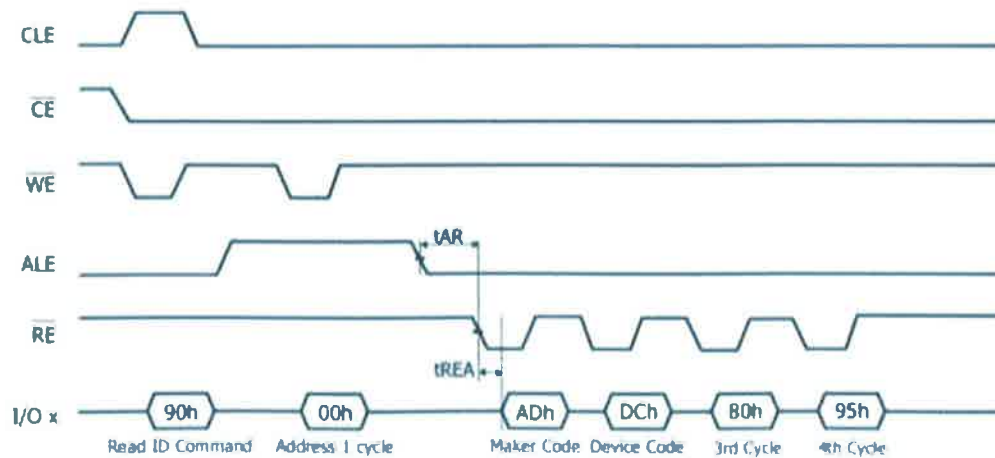 CLE
CE
WE
ALE
tAR
RE
tREA
I/O x
90h
00h
ADh
DCh
80h
95h
Read ID Command
Address 1 cycle
Maker Code
Device Code
3rd Cycle
4th Cycle